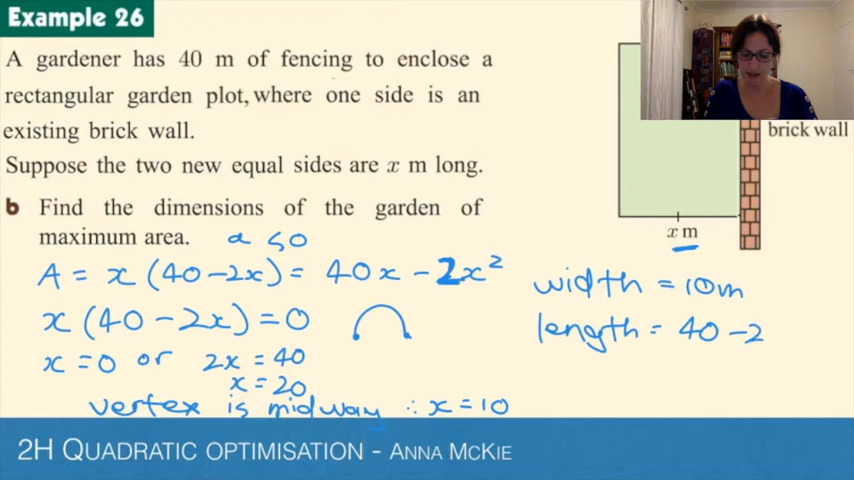 Example 26
A gardener has 40 m of fencing to enclose a
rectangular garden plot, where one side is an
existing brick wall.
Suppose the two new equal sides are x m long.
b Find the dimensions of the garden of
maximum area. a < 0
A = x (40 - 2x) = 40x - 2x²
x (40 - 2x) = 0
x = 0 or 2x = 40
x = 20
vertex is midway ∴ x = 10
brick wall
x m
width = 10m
length = 40 - 2
2H QUADRATIC OPTIMISATION - ANNA MCKIE